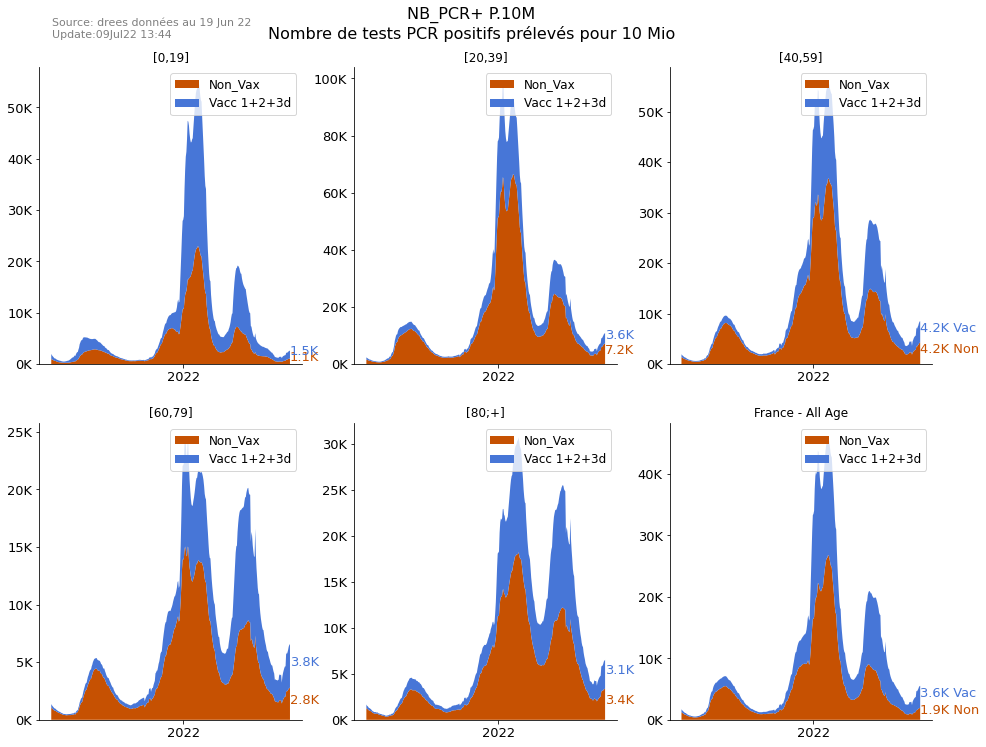 NB_PCR+ P.10M
Source: drees données au 19 Jun 22
Update:09Jul22 13:44
Nombre de tests PCR positifs prélevés pour 10 Mio
[0,19]
Non_Vax
Vacc 1+2+3d
50K
40K
30K
20K
10K
0K
1.5K
1.1K
2022
[20,39]
Non_Vax
Vacc 1+2+3d
100K
80K
60K
40K
20K
0K
3.6K
7.2K
2022
[40,59]
Non_Vax
Vacc 1+2+3d
50K
40K
30K
20K
10K
0K
4.2K Vac
4.2K Non
2022
[60,79]
Non_Vax
Vacc 1+2+3d
25K
20K
15K
10K
5K
0K
3.8K
2.8K
2022
[80;+]
Non_Vax
Vacc 1+2+3d
30K
25K
20K
15K
10K
5K
0K
3.1K
3.4K
2022
France - All Age
Non_Vax
Vacc 1+2+3d
40K
30K
20K
10K
0K
3.6K Vac
1.9K Non
2022